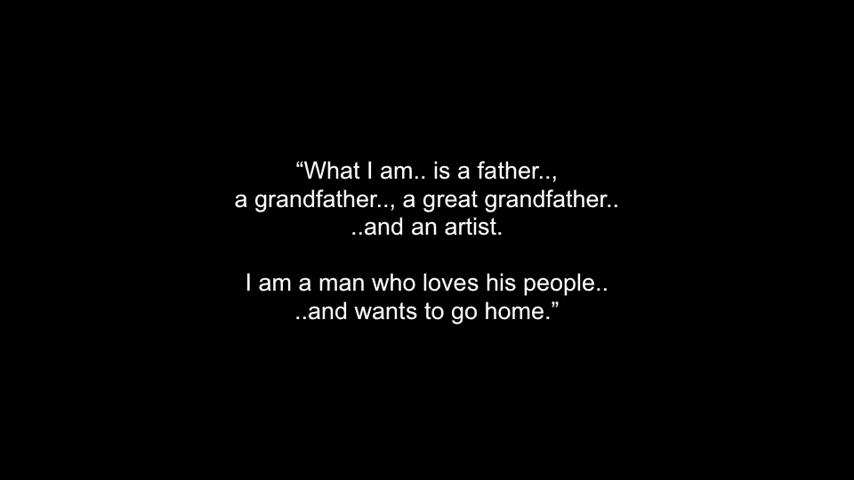 “What I am.. is a father..,
a grandfather.., a great grandfather..
..and an artist.
I am a man who loves his people..
..and wants to go home.”